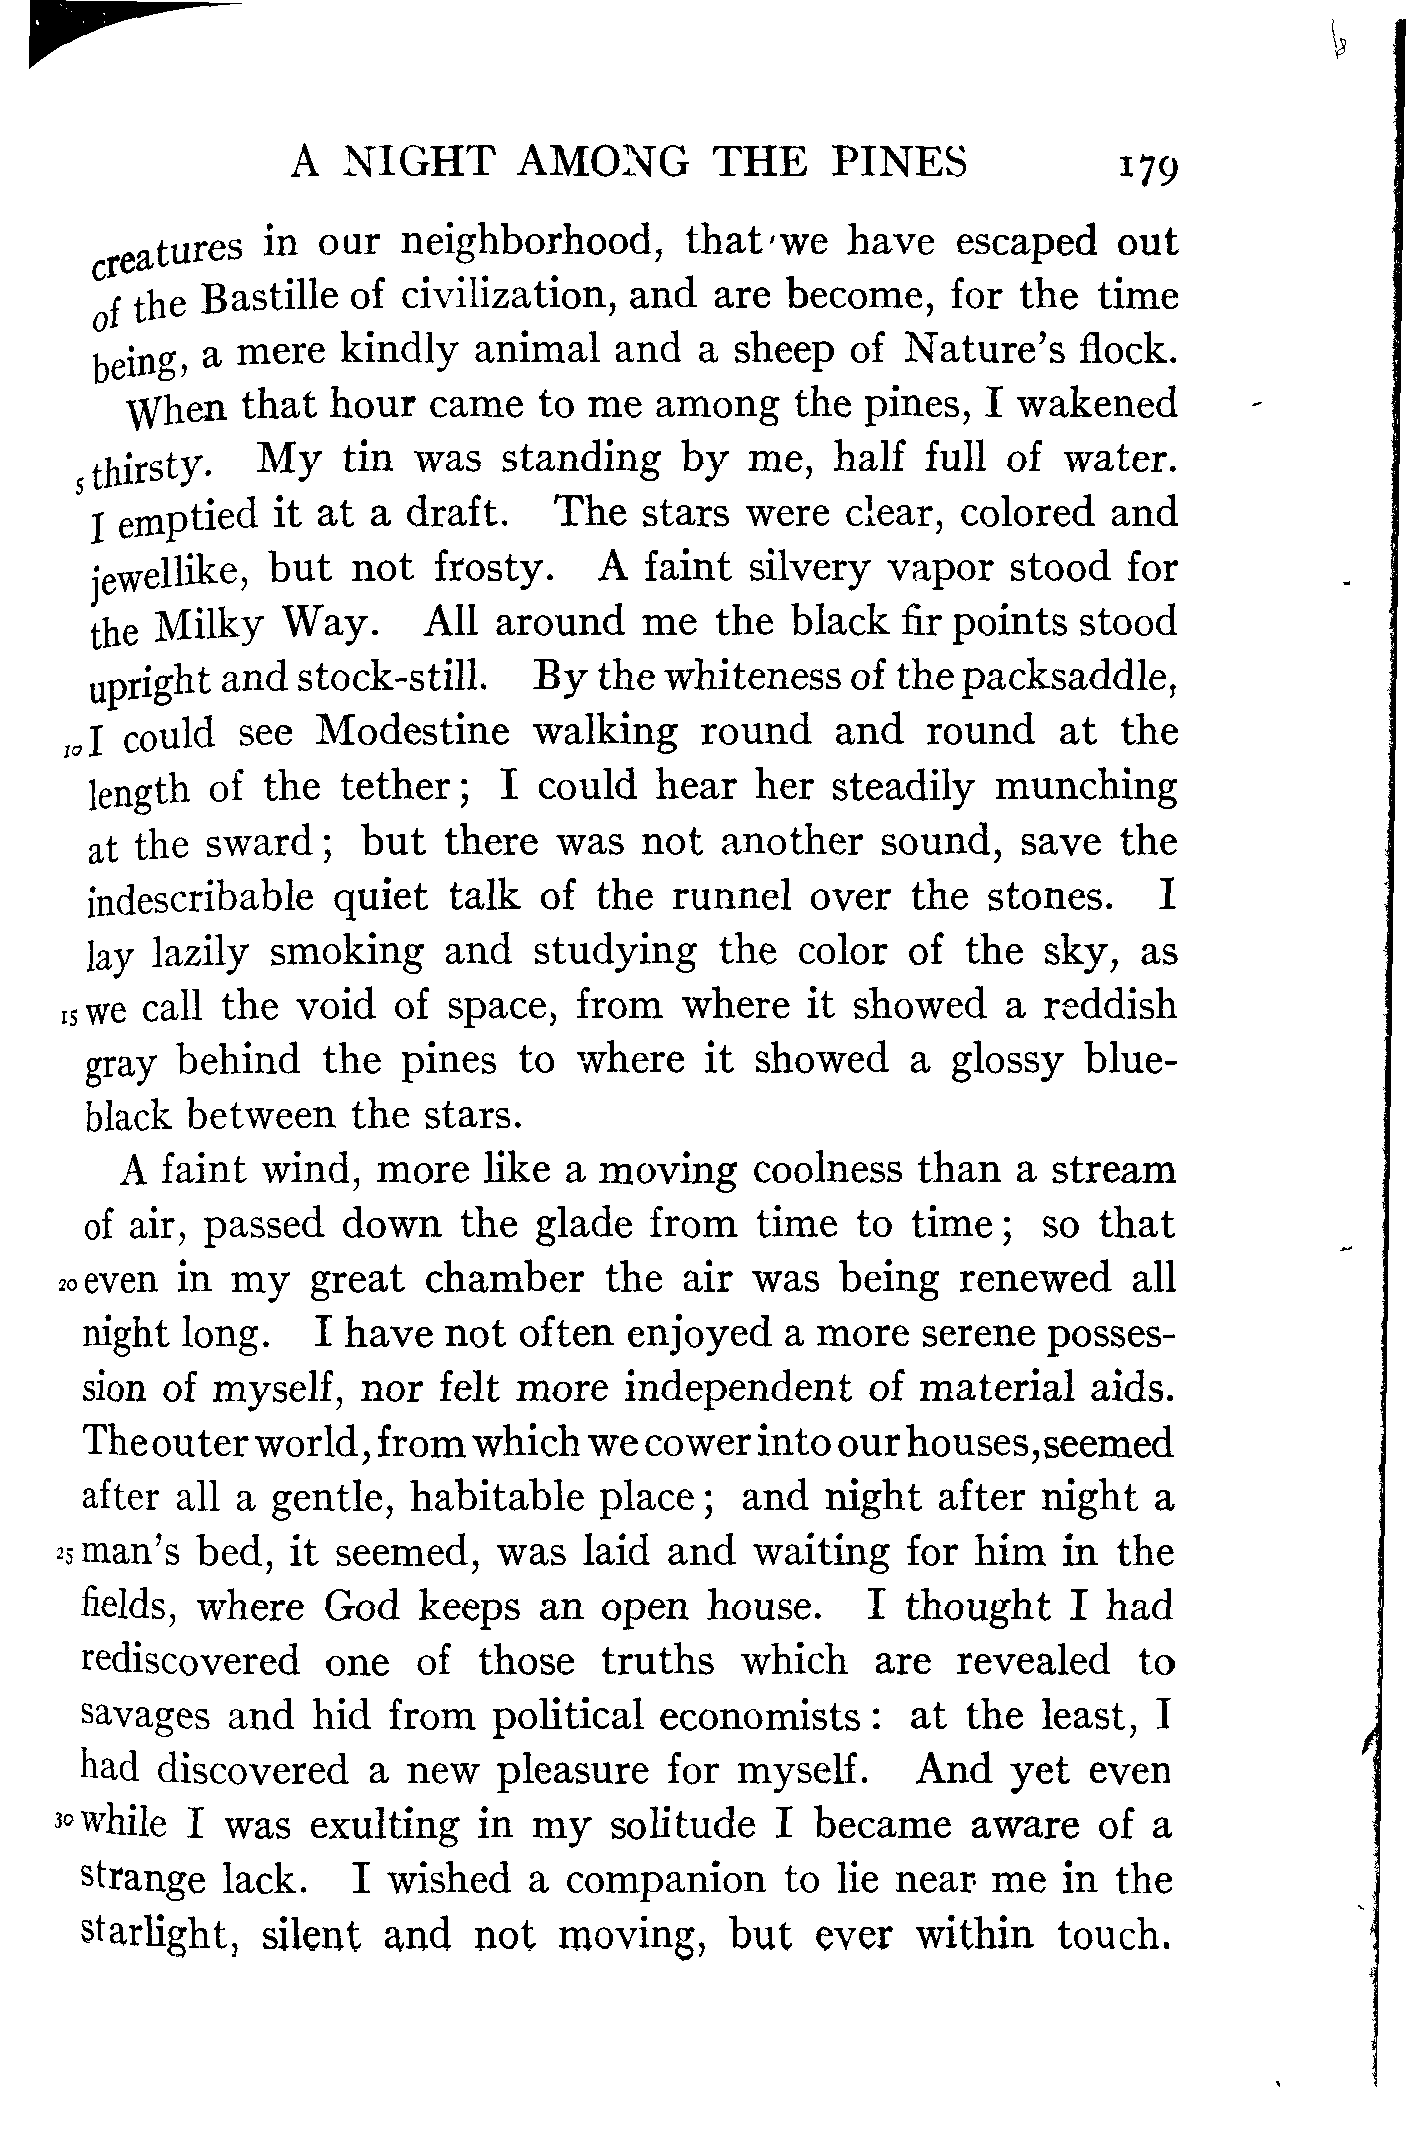 A NIGHT AMONG THE PINES 179
creatures in our neighborhood, that we have escaped out
of the Bastille of civilization, and are become, for the time
being, a mere kindly animal and a sheep of Nature's flock.
When that hour came to me among the pines, I wakened
5 thirsty. My tin was standing by me, half full of water.
I emptied it at a draft. The stars were clear, colored and
jewellike, but not frosty. A faint silvery vapor stood for
the Milky Way. All around me the black fir points stood
upright and stock-still. By the whiteness of the packsaddle,
10 I could see Modestine walking round and round at the
length of the tether; I could hear her steadily munching
at the sward; but there was not another sound, save the
indescribable quiet talk of the runnel over the stones. I
lay lazily smoking and studying the color of the sky, as
15 we call the void of space, from where it showed a reddish
gray behind the pines to where it showed a glossy blue-
black between the stars.
A faint wind, more like a moving coolness than a stream
of air, passed down the glade from time to time; so that
20 even in my great chamber the air was being renewed all
night long. I have not often enjoyed a more serene posses-
sion of myself, nor felt more independent of material aids.
The outer world, from which we cower into our houses, seemed
after all a gentle, habitable place; and night after night a
25 man's bed, it seemed, was laid and waiting for him in the
fields, where God keeps an open house. I thought I had
rediscovered one of those truths which are revealed to
savages and hid from political economists: at the least, I
had discovered a new pleasure for myself. And yet even
30 while I was exulting in my solitude I became aware of a
strange lack. I wished a companion to lie near me in the
starlight, silent and not moving, but ever within touch.